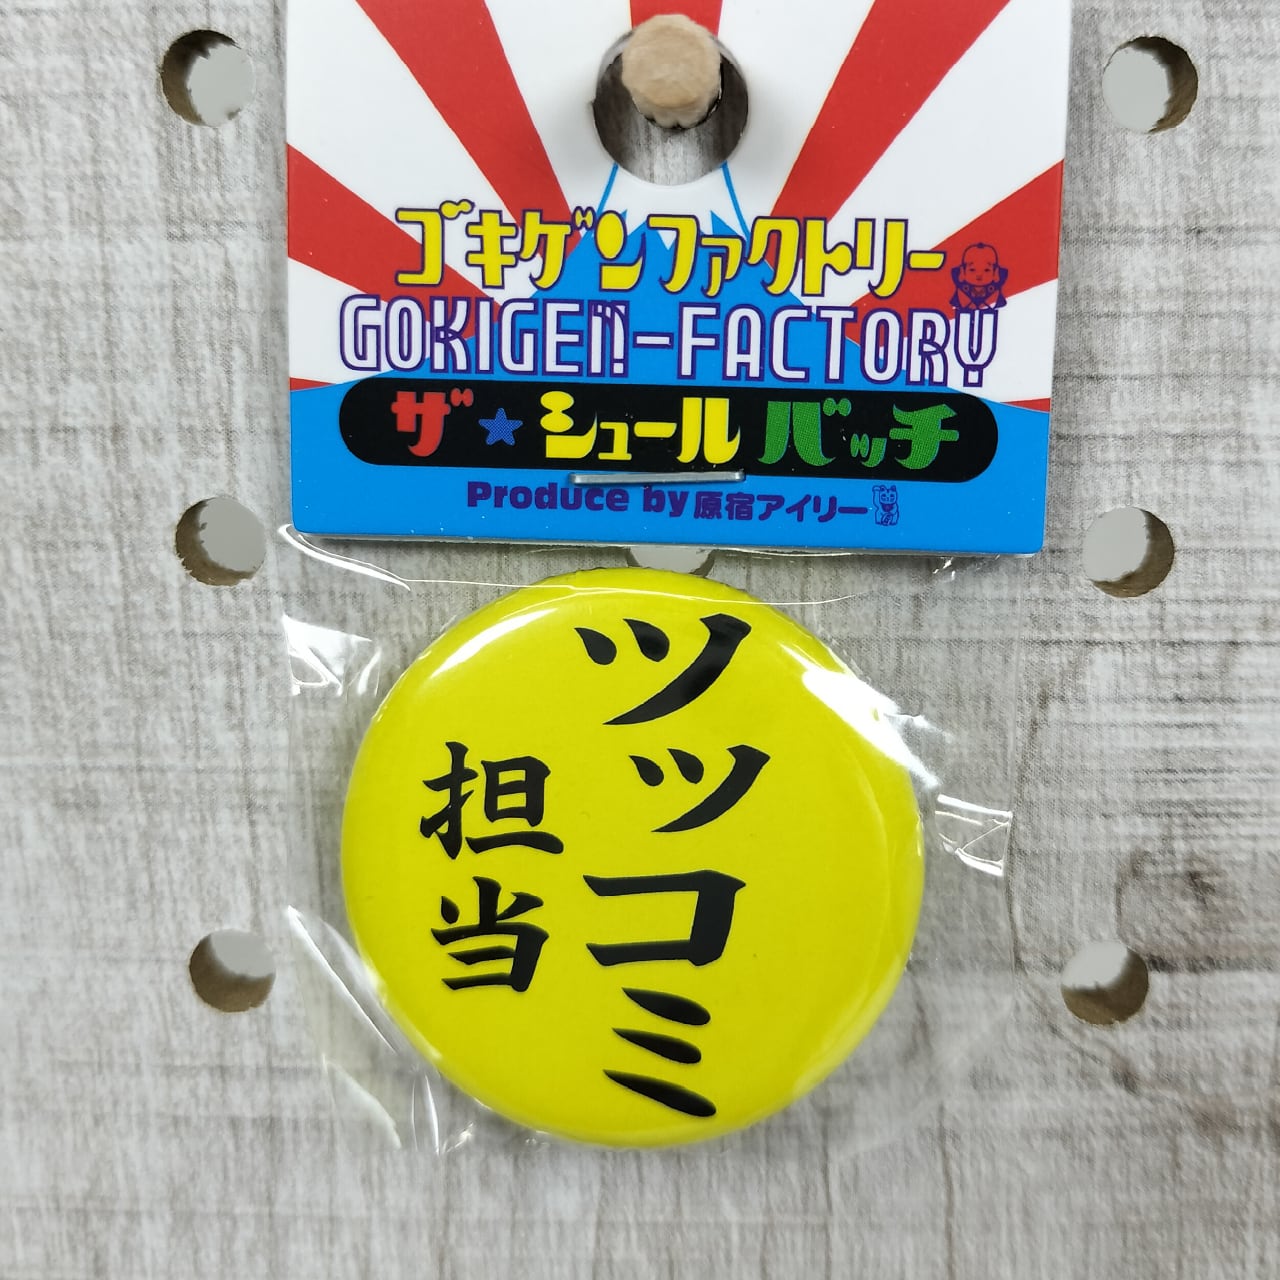 ゴキゲンファクトリー
GOKIGEN-FACTORY
ザ★シュールバッチ
Produce by 原宿アイリー
ツッコミ
担当